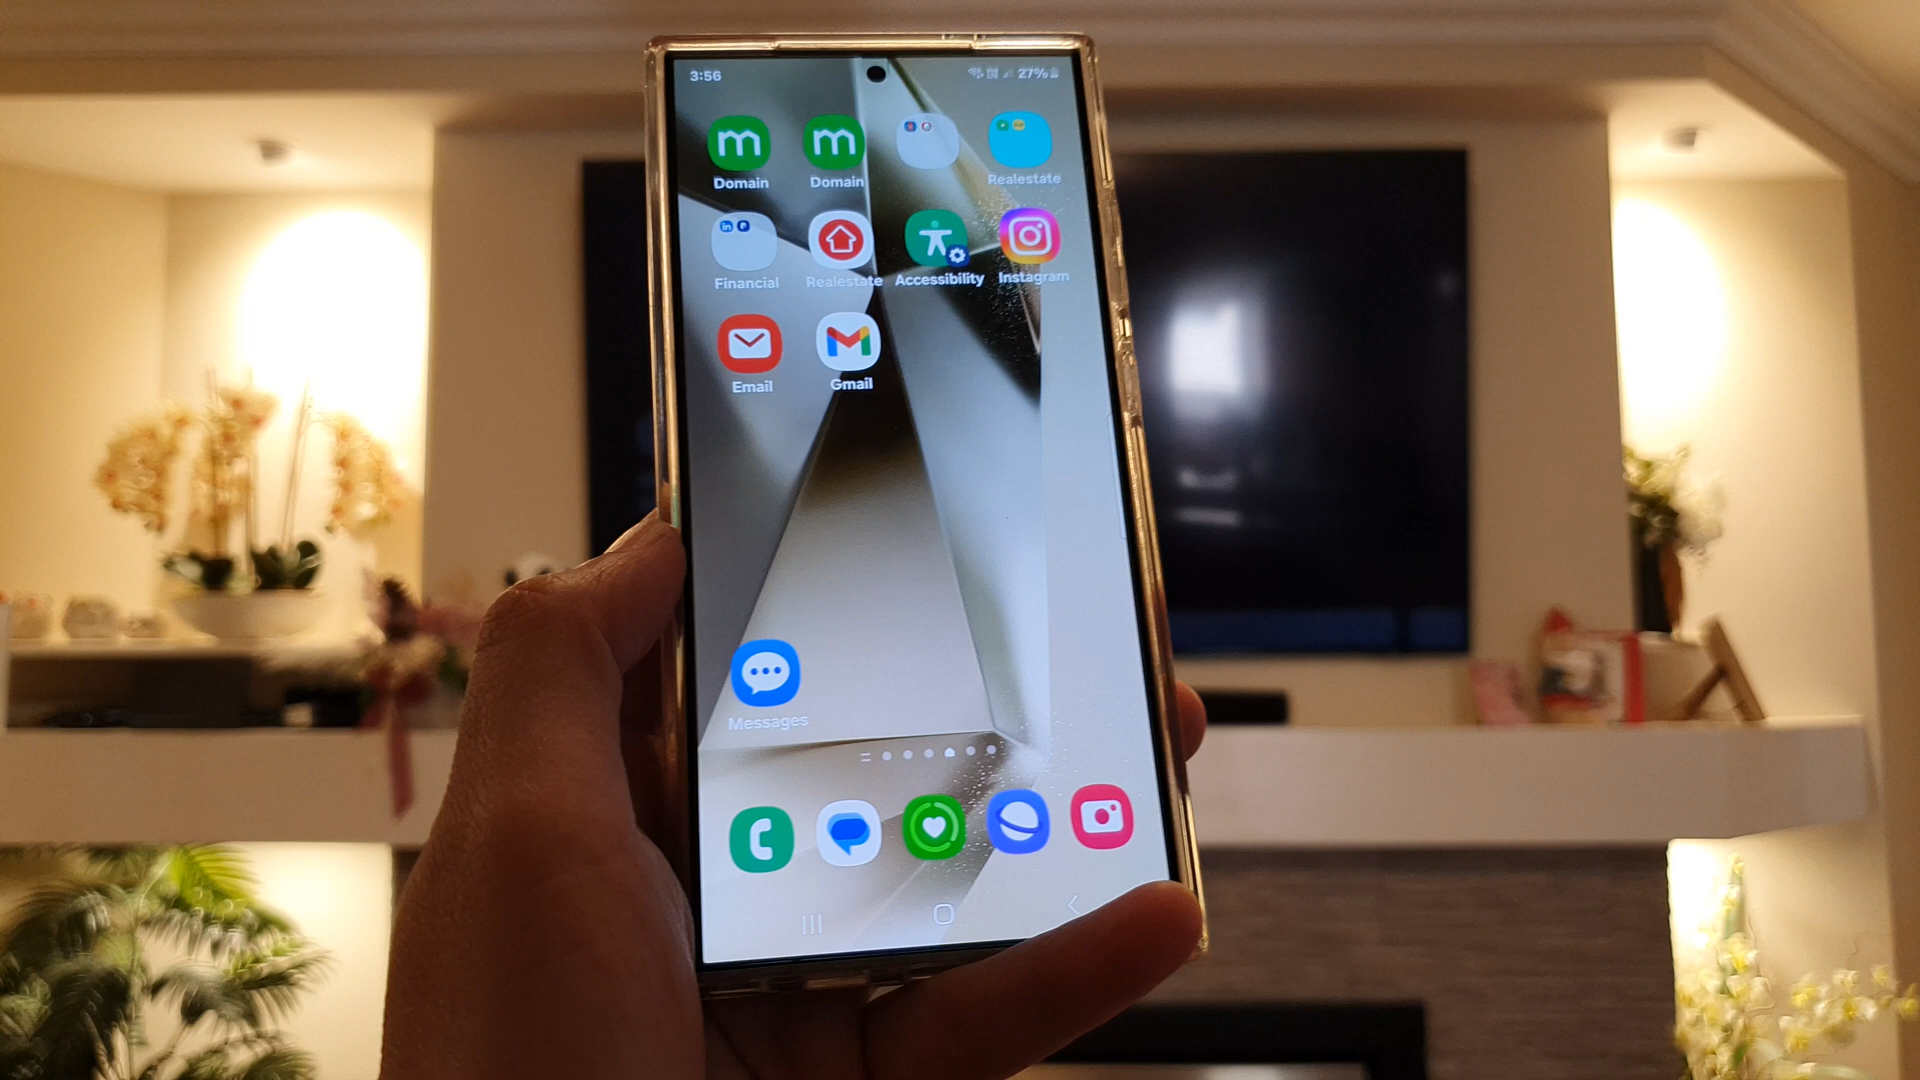 3:56
27%
Domain
Domain
Realestate
Financial
Realestate
Accessibility
Instagram
Email
Gmail
Messages